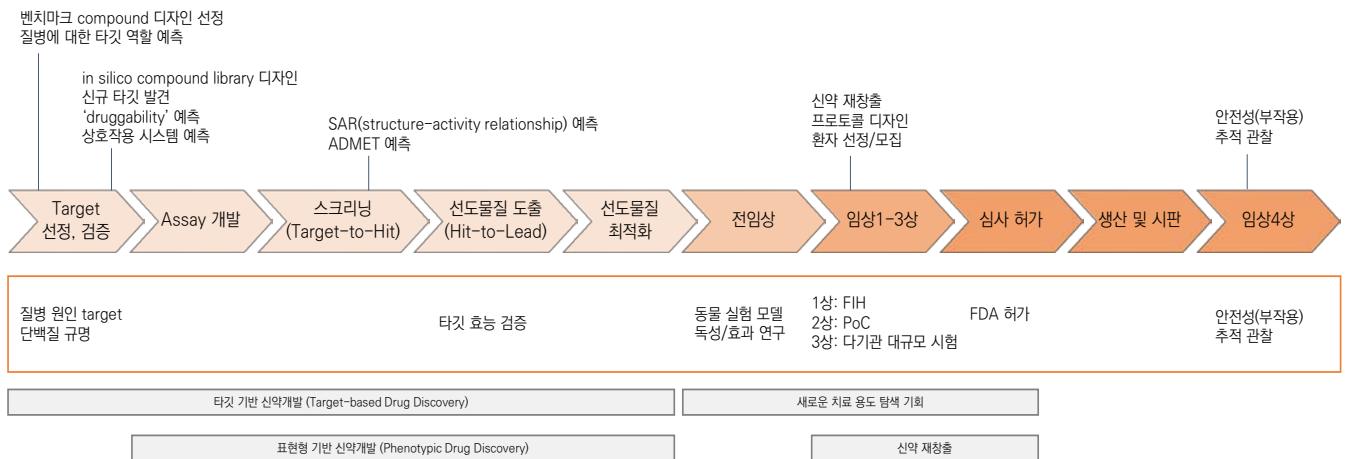 벤치마크 compound 디자인 선정
질병에 대한 타깃 역할 예측
in silico compound library 디자인
신규 타깃 발견
‘druggability’ 예측
상호작용 시스템 예측
SAR(structure-activity relationship) 예측
ADMET 예측
신약 재창출
프로토콜 디자인
환자 선정/모집
안전성(부작용)
추적 관찰
Target
선정, 검증
Assay 개발
스크리닝
(Target-to-Hit)
선도물질 도출
(Hit-to-Lead)
선도물질
최적화
전임상
임상1-3상
심사 허가
생산 및 시판
임상4상
질병 원인 target
단백질 규명
타깃 효능 검증
동물 실험 모델
독성/효과 연구
1상: FIH
2상: PoC
3상: 다기관 대규모 시험
FDA 허가
안전성(부작용)
추적 관찰
타깃 기반 신약개발 (Target-based Drug Discovery)
새로운 치료 용도 탐색 기회
표현형 기반 신약개발 (Phenotypic Drug Discovery)
신약 재창출